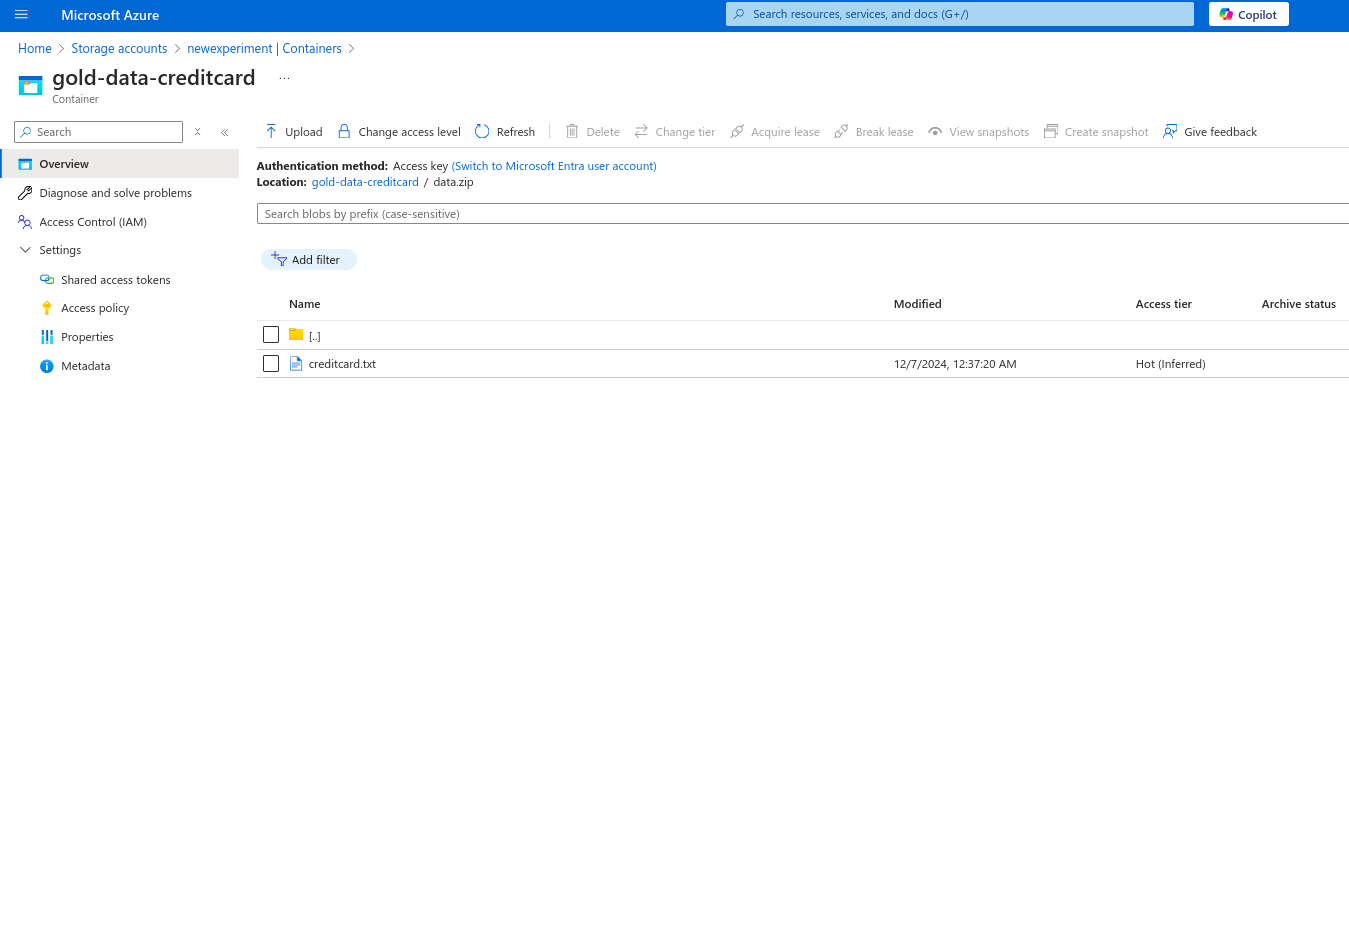 Microsoft Azure
Search resources, services, and docs (G+/)
Copilot
Home > Storage accounts > newexperiment | Containers >
gold-data-creditcard ...
Container
Search
Upload Change access level Refresh Delete Change tier Acquire lease Break lease View snapshots Create snapshot Give feedback
Overview
Diagnose and solve problems
Access Control (IAM)
Settings
Shared access tokens
Access policy
Properties
Metadata
Authentication method: Access key (Switch to Microsoft Entra user account)
Location: gold-data-creditcard / data.zip
Search blobs by prefix (case-sensitive)
Add filter
Name Modified Access tier Archive status
[..]
creditcard.txt 12/7/2024, 12:37:20 AM Hot (Inferred)